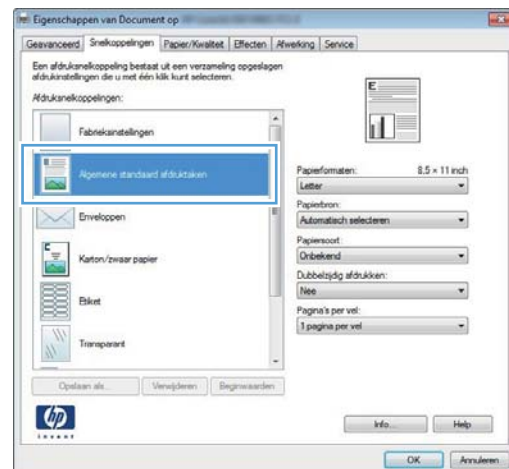 Eigenschappen van Document op
Geavanceerd Snelkoppelingen Papier/Kwaliteit Effecten Afwerking Service
Een afdruksnelkoppeling bestaat uit een verzameling opgeslagen
afdrukinstellingen die u met één klik kunt selecteren.
Afdruksnelkoppelingen:
Fabrieksinstellingen
Algemene standaard afdruktaken
Enveloppen
Karton/zwaar papier
Etiket
Transparant
Opslaan als... Verwijderen Beginwaarden
E
Papierformaten: 8,5 × 11 inch
Letter
Papierbron:
Automatisch selecteren
Papiersoort:
Onbekend
Dubbelzijdig afdrukken:
Nee
Pagina's per vel:
1 pagina per vel
hp
invent
Info... Help
OK Annuleren